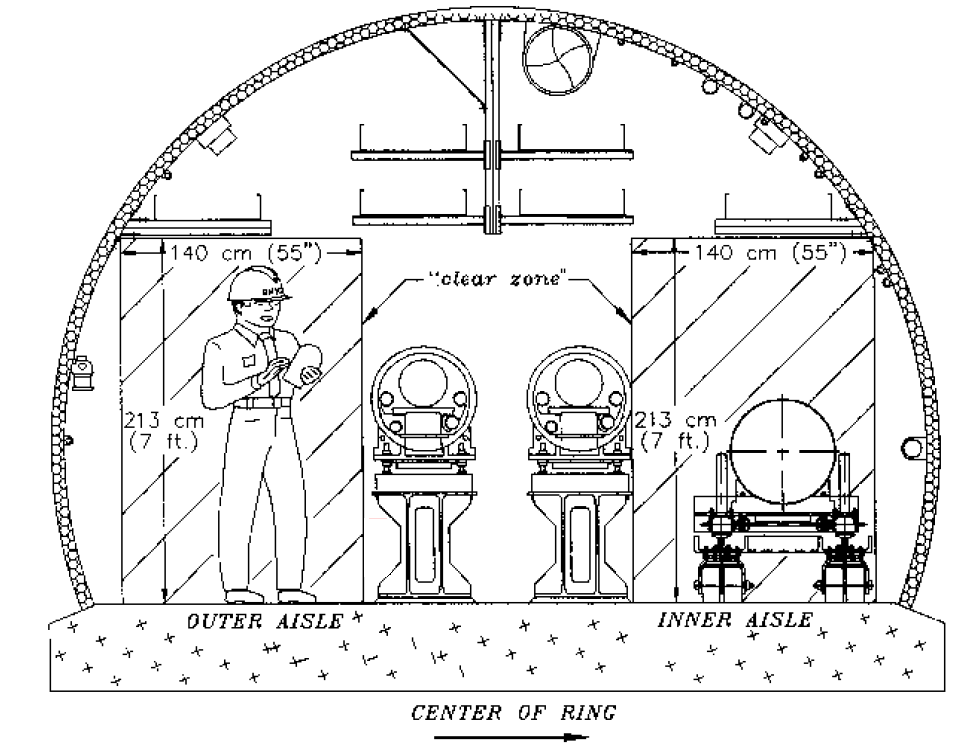 140 cm (55")
"clear zone"
140 cm (55")
213 cm
(7 ft.)
213 cm
(7 ft.)
OUTER AISLE
INNER AISLE
CENTER OF RING